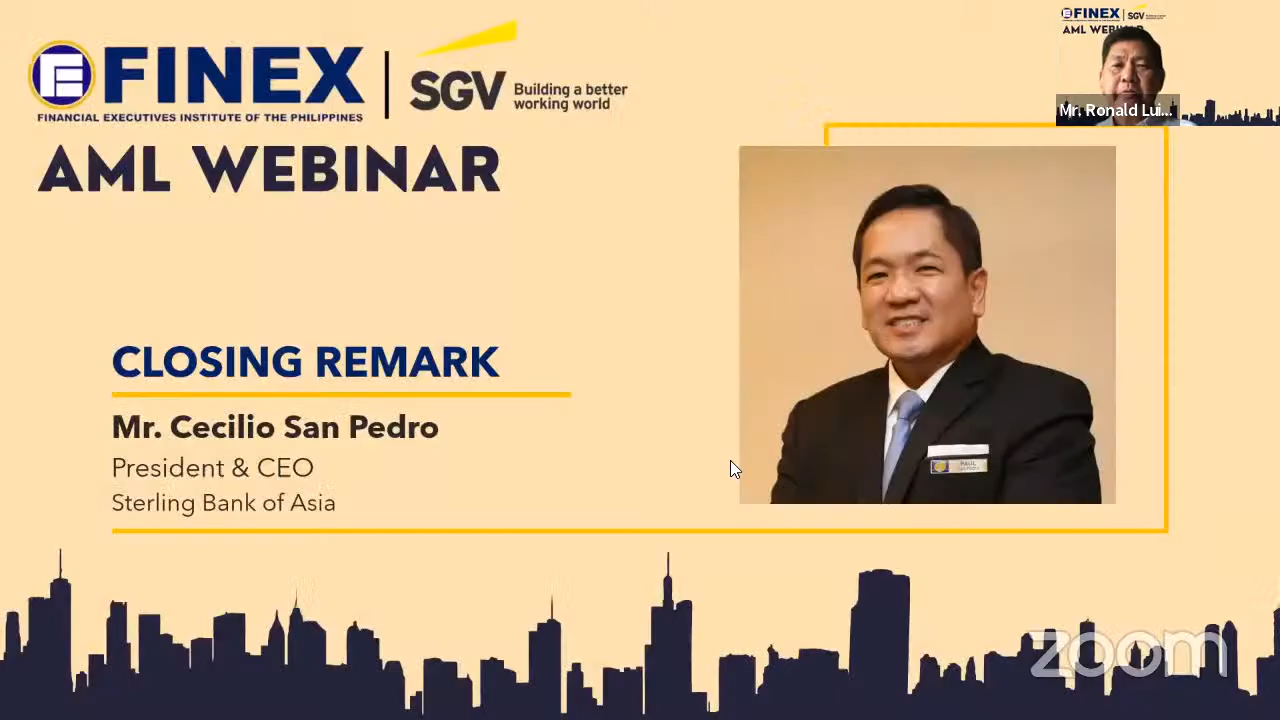 FINEX
FINANCIAL EXECUTIVES INSTITUTE OF THE PHILIPPINES
SGV
Building a better
working world
AML WEBINAR
FINEX SGV
AML WEBINAR
Mr. Ronald Lui...
CLOSING REMARK
Mr. Cecilio San Pedro
President & CEO
Sterling Bank of Asia
PAUL
zoom